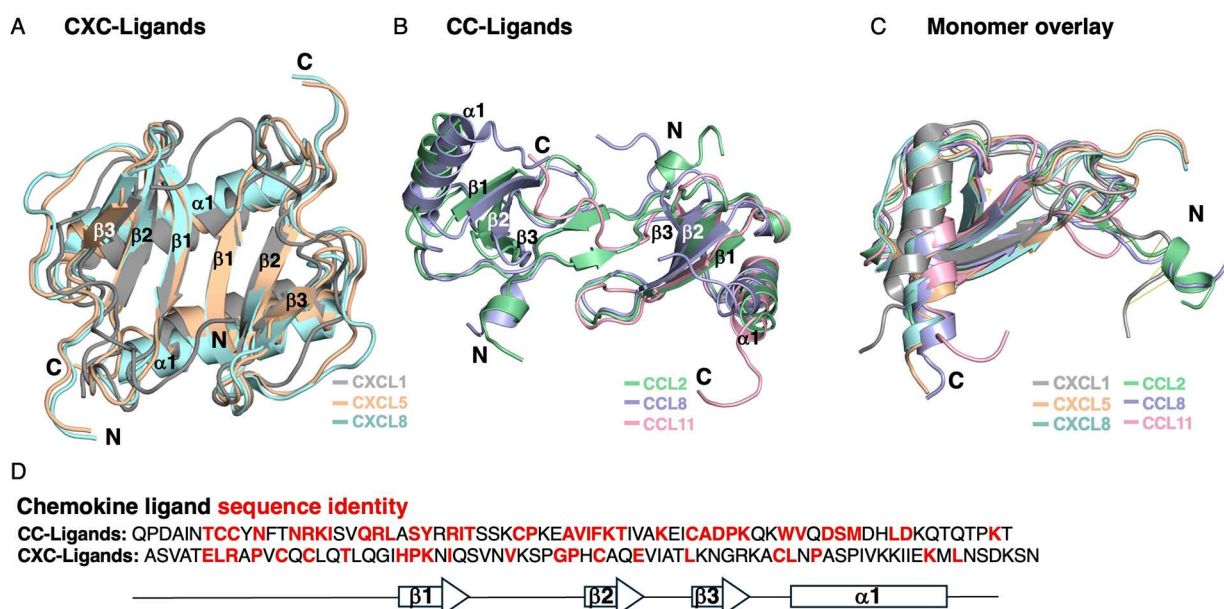 A CXC-Ligands
B CC-Ligands
C Monomer overlay
C
β3 β2 β1 α1 β1 β2 β3
C α1 N
N
CXCL1
CXCL5
CXCL8
α1
β1 β2 β3
C N
β3 β2 β1
α1
N C
CCL2
CCL8
CCL11
N
C
CXCL1 CCL2
CXCL5 CCL8
CXCL8 CCL11
D
Chemokine ligand sequence identity
CC-Ligands: QPDAINTCCYNFTNRKISVQRLASYRRITSSKCPKEAVIFKTIVAKEICADPKQKWVQDSMDHLDKQTQTPKT
CXC-Ligands: ASVATELRAPVCQCLQTLQGIHPKNIQSVNVKSPGPHCAQEVIATLKNGRKACLNPASPIVKKIIEKMLNSDKSN
β1 β2 β3 α1